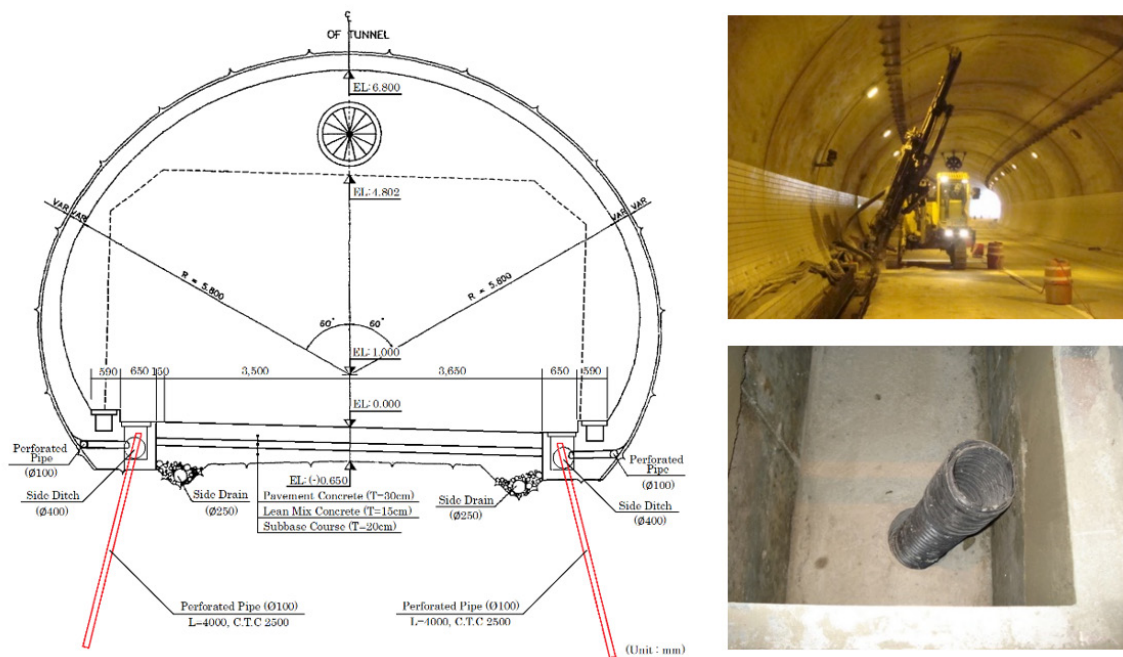 C
L
OF TUNNEL
EL: 6.800
EL: 4.802
VAR VAR
VAR VAR
R = 5.800
R = 5.800
60°
60°
EL: 1.000
590
650
150
3,500
3,650
650
590
EL: 0.000
Perforated
Pipe
(Ø100)
Side Ditch
(Ø400)
Side Drain
(Ø250)
EL: (-)0.650
Pavement Concrete (T=30cm)
Lean Mix Concrete (T=15cm)
Subbase Course (T=20cm)
Side Drain
(Ø250)
Perforated
Pipe
(Ø100)
Side Ditch
(Ø400)
Perforated Pipe (Ø100)
L=4000, C.T.C 2500
Perforated Pipe (Ø100)
L=4000, C.T.C 2500
(Unit : mm)